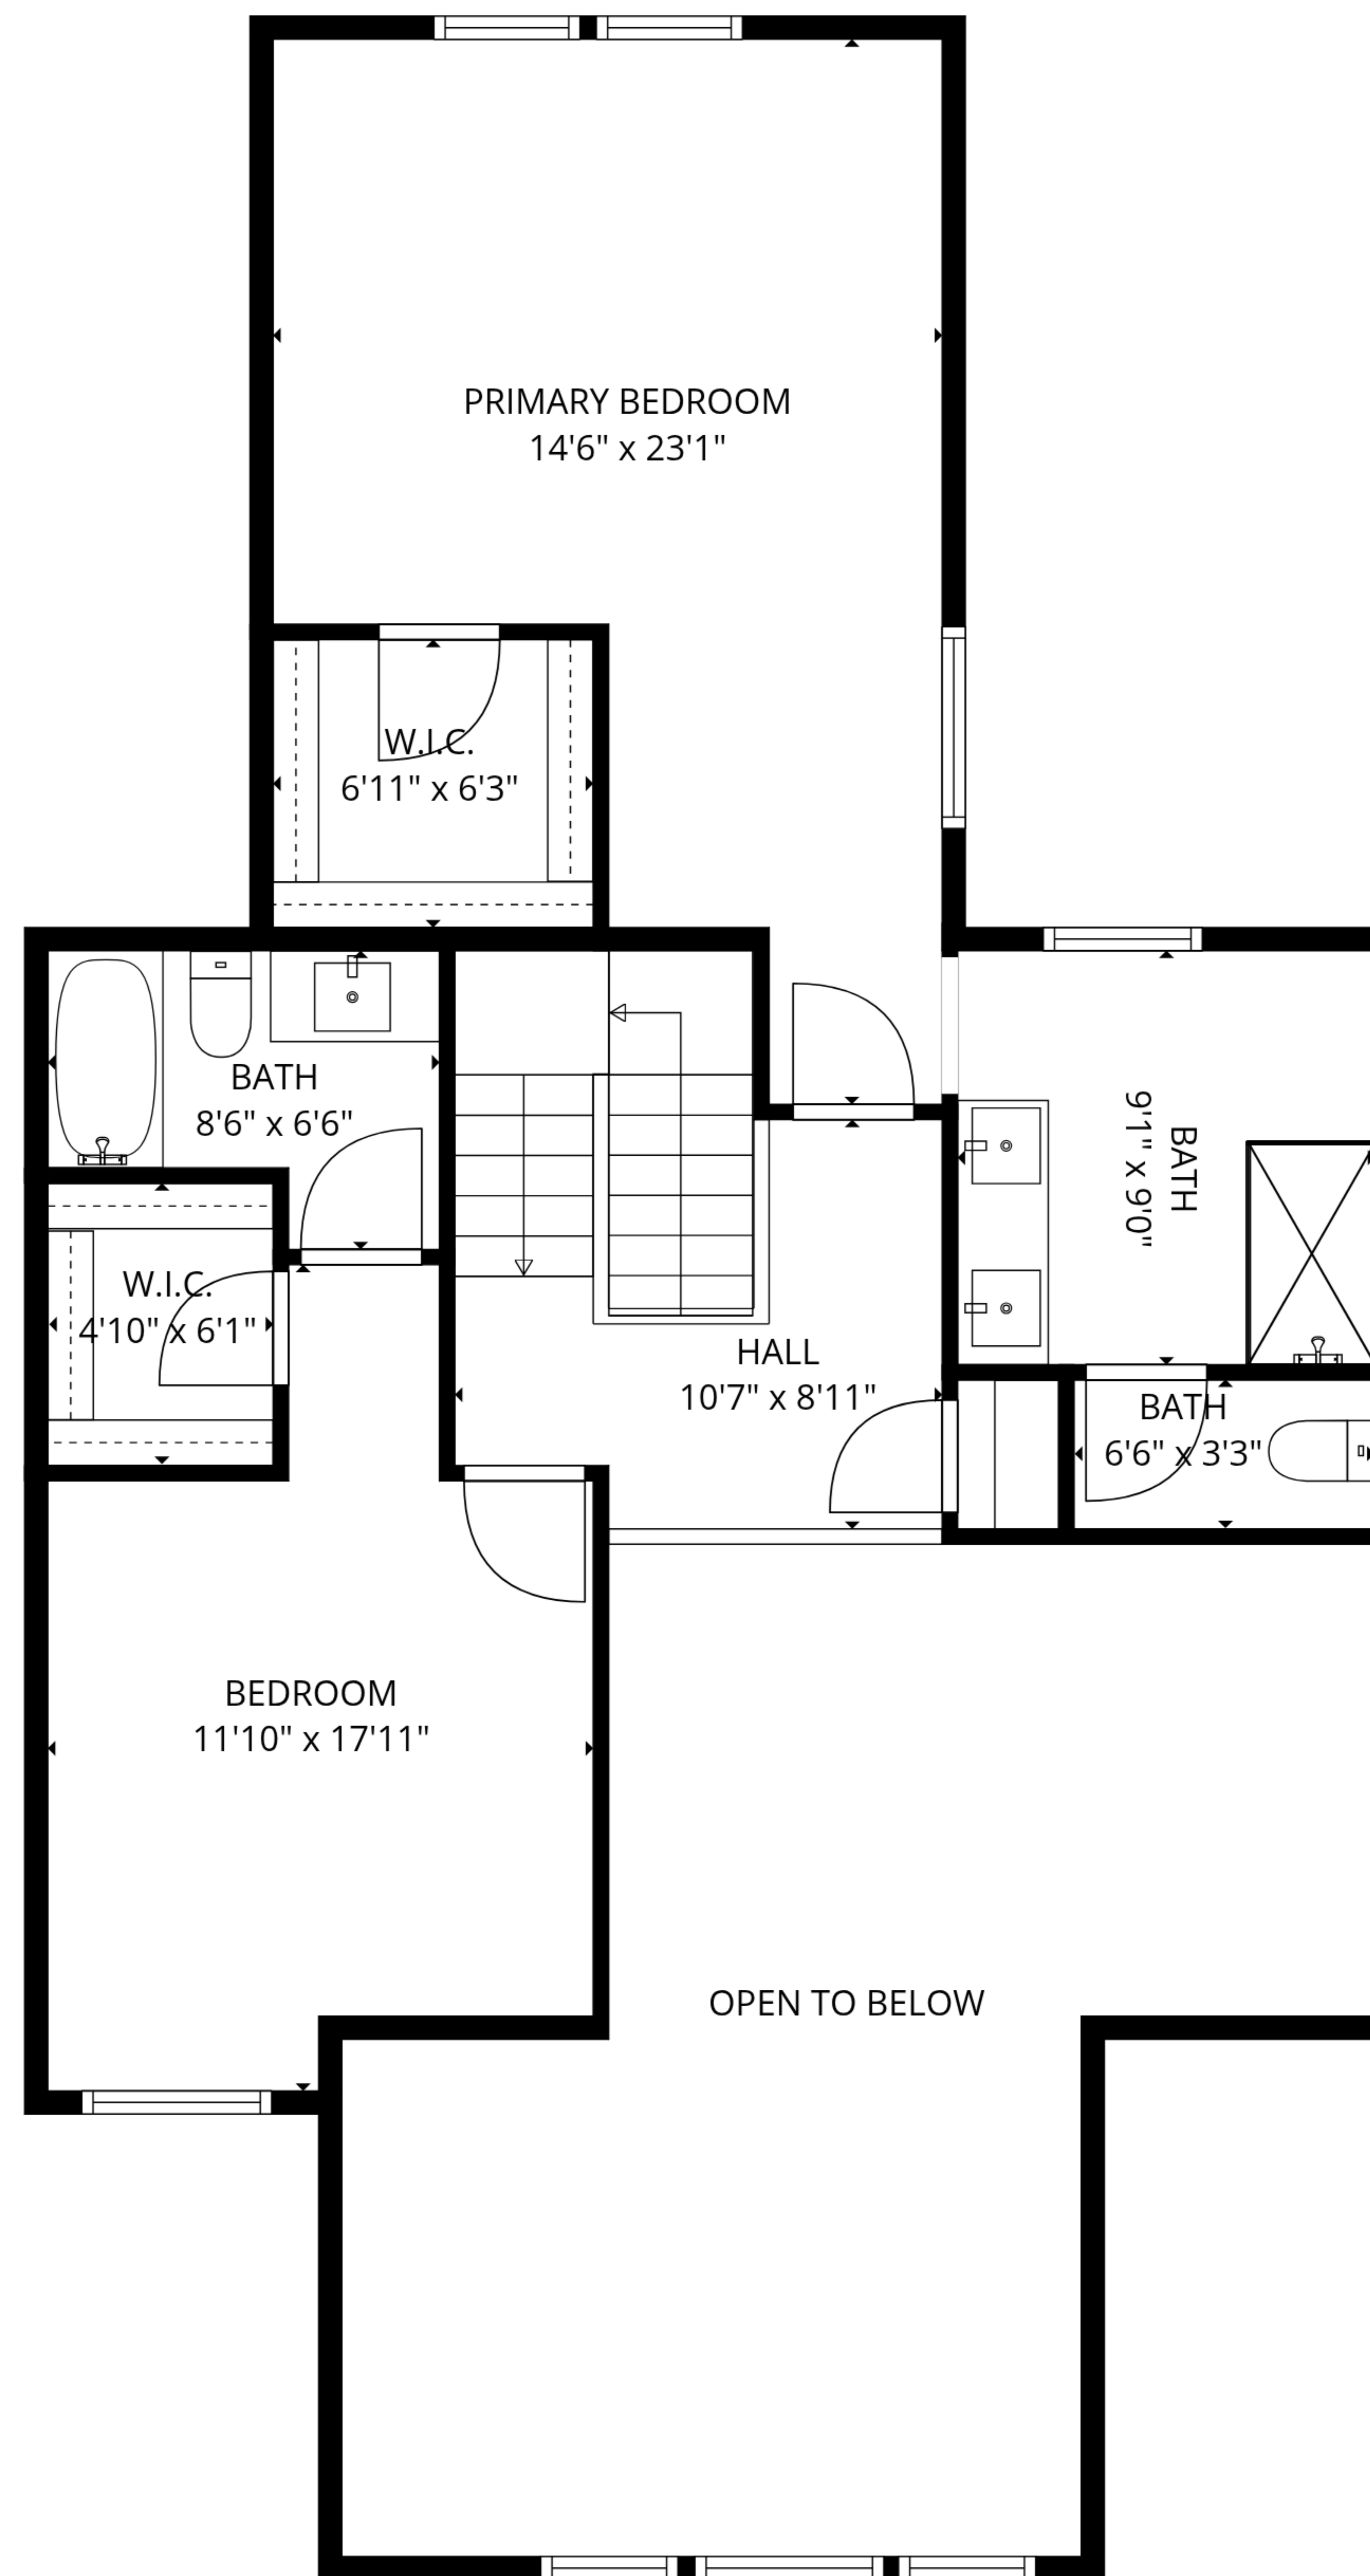 PRIMARY BEDROOM
14'6" x 23'1"
W.I.C.
6'11" x 6'3"
BATH
8'6" x 6'6"
BATH
9'1" x 9'0"
W.I.C.
4'10" x 6'1"
HALL
10'7" x 8'11"
BATH
6'6" x 3'3"
BEDROOM
11'10" x 17'11"
OPEN TO BELOW